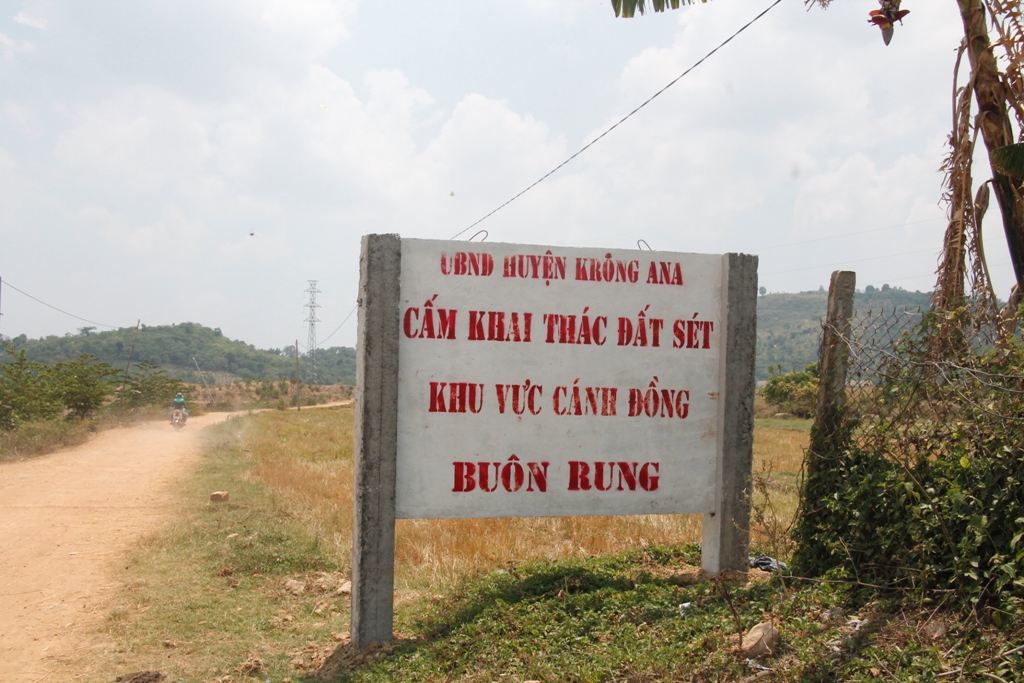 UBND HUYỆN KRÔNG ANA
CẤM KHAI THÁC ĐẤT SÉT
KHU VỰC CÁNH ĐỒNG
BUÔN RUNG